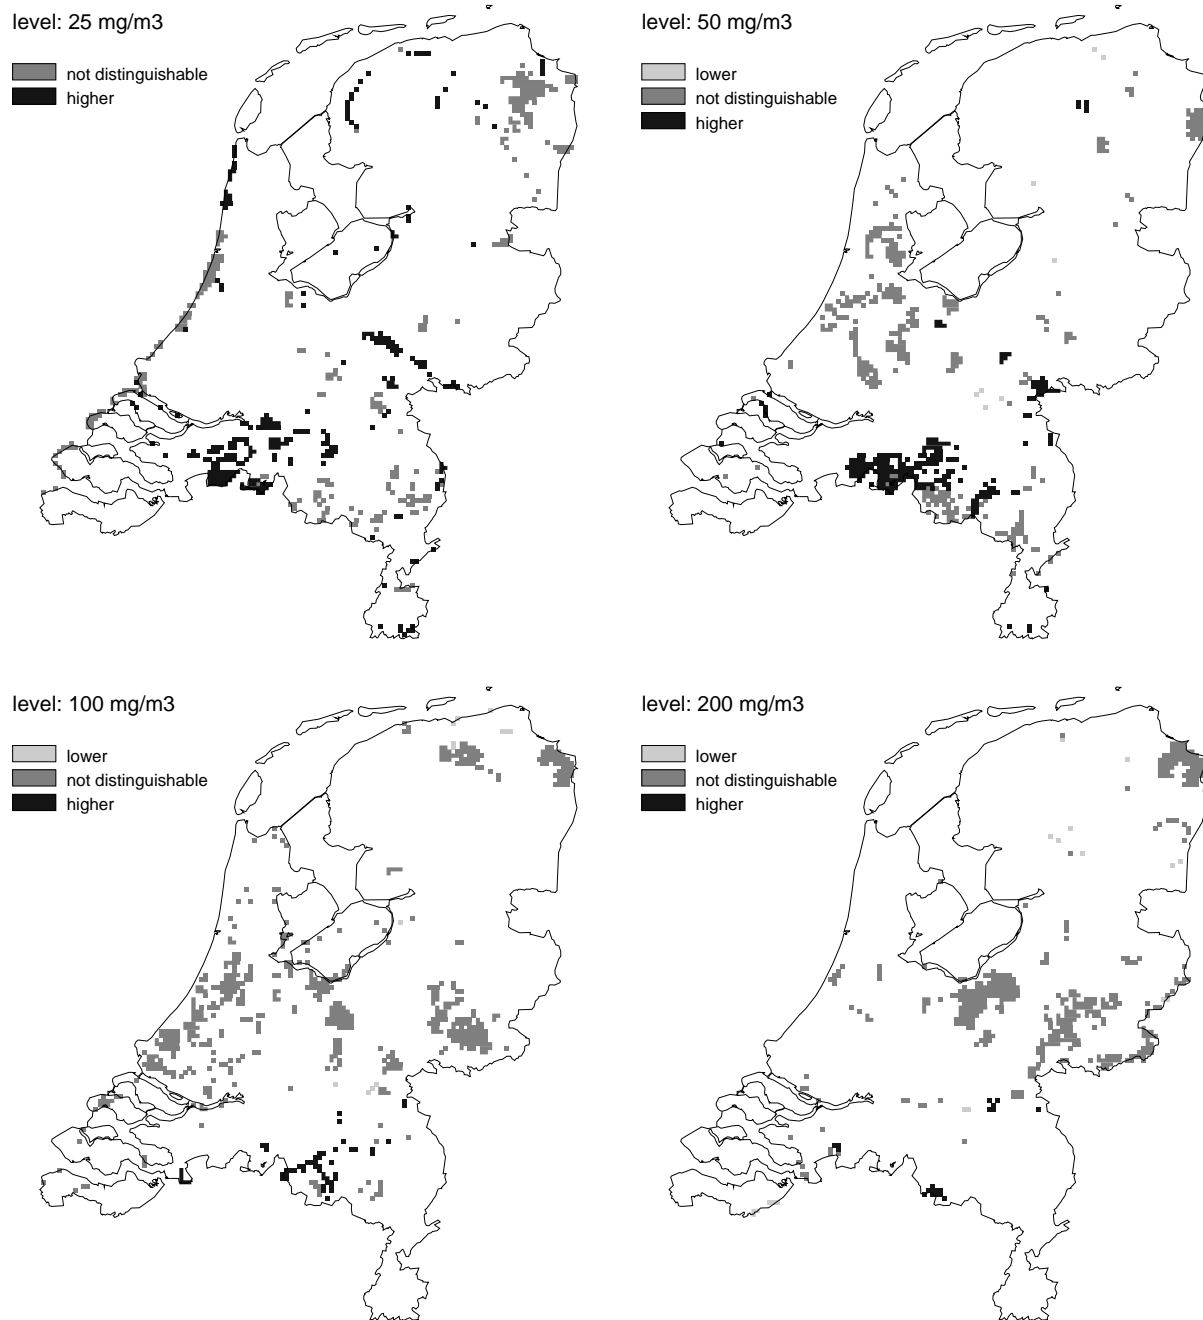 level: 25 mg/m3
not distinguishable
higher
level: 50 mg/m3
lower
not distinguishable
higher
level: 100 mg/m3
lower
not distinguishable
higher
level: 200 mg/m3
lower
not distinguishable
higher